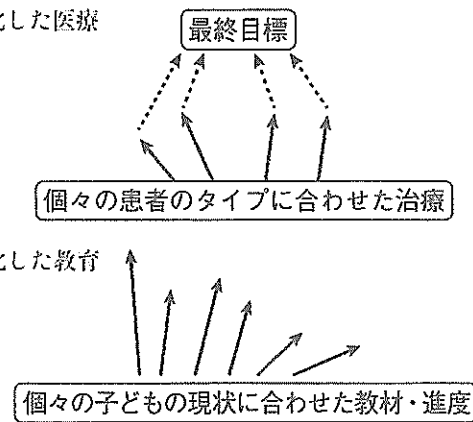 化した医療
最終目標
個々の患者のタイプに合わせた治療
化した教育
個々の子どもの現状に合わせた教材・進度